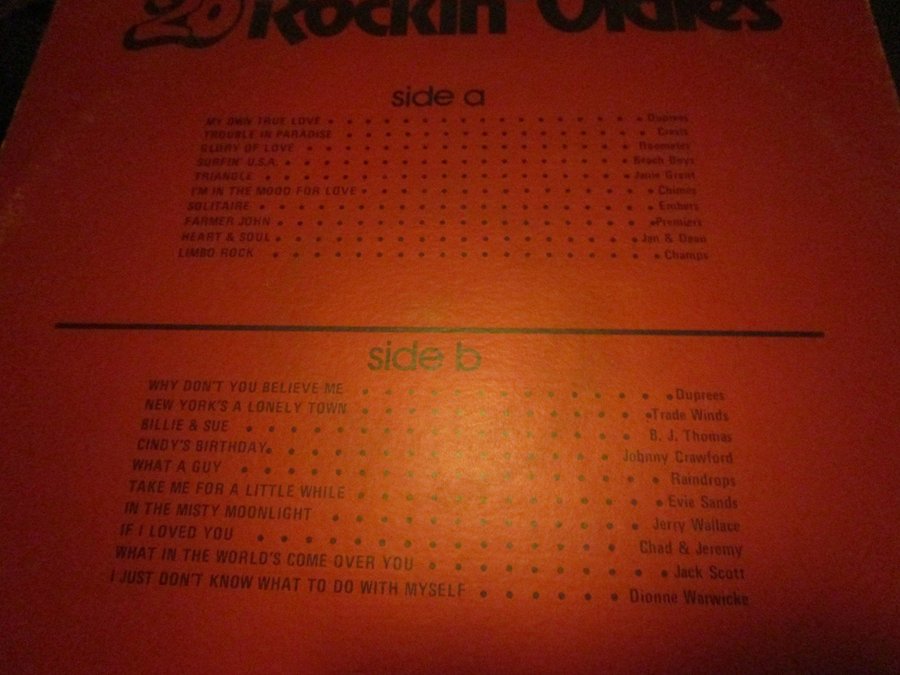 20 Rockin' Oldies
side a
MY OWN TRUE LOVE Duprees
TROUBLE IN PARADISE Crests
GLORY OF LOVE Roomates
SURFIN' U.S.A. Beach Boys
TRIANGLE Janie Grant
I'M IN THE MOOD FOR LOVE Chimes
SOLITAIRE Embers
FARMER JOHN Premiers
HEART & SOUL Jan & Dean
LIMBO ROCK Champs
side b
WHY DON'T YOU BELIEVE ME Duprees
NEW YORK'S A LONELY TOWN Trade Winds
BILLIE & SUE B. J. Thomas
CINDY'S BIRTHDAY Johnny Crawford
WHAT A GUY Raindrops
TAKE ME FOR A LITTLE WHILE Evie Sands
IN THE MISTY MOONLIGHT Jerry Wallace
IF I LOVED YOU Chad & Jeremy
WHAT IN THE WORLD'S COME OVER YOU Jack Scott
I JUST DON'T KNOW WHAT TO DO WITH MYSELF Dionne Warwicke